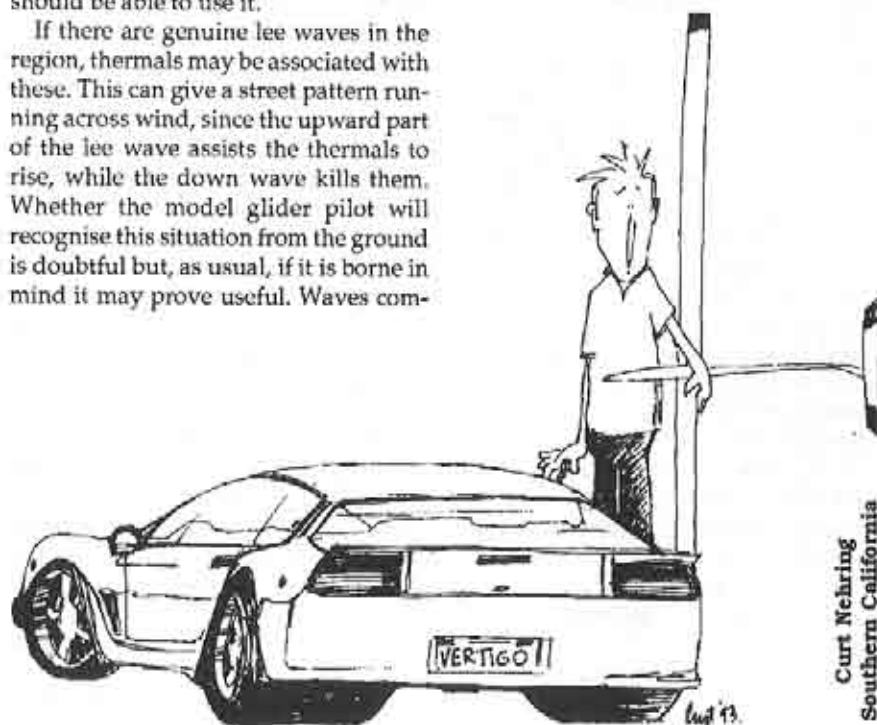 should be able to use it.
If there are genuine lee waves in the
region, thermals may be associated with
these. This can give a street pattern run-
ning across wind, since the upward part
of the lee wave assists the thermals to
rise, while the down wave kills them.
Whether the model glider pilot will
recognise this situation from the ground
is doubtful but, as usual, if it is borne in
mind it may prove useful. Waves com-
VERTIGO
Curt '93
Curt Nehring
Southern California